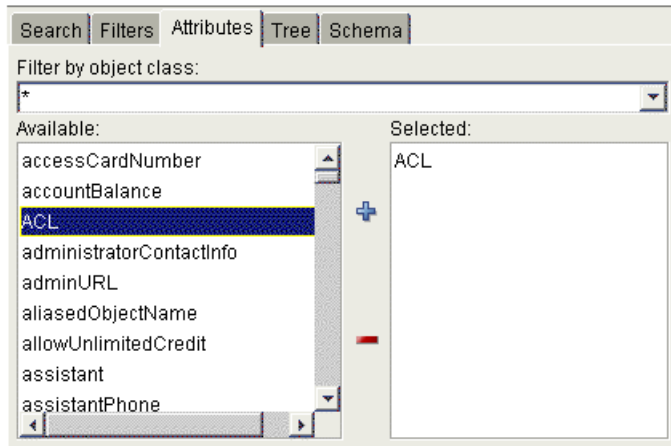 Search Filters Attributes Tree Schema
Filter by object class:
*
Available:
accessCardNumber
accountBalance
ACL
administratorContactInfo
adminURL
aliasedObjectName
allowUnlimitedCredit
assistant
assistantPhone
Selected:
ACL